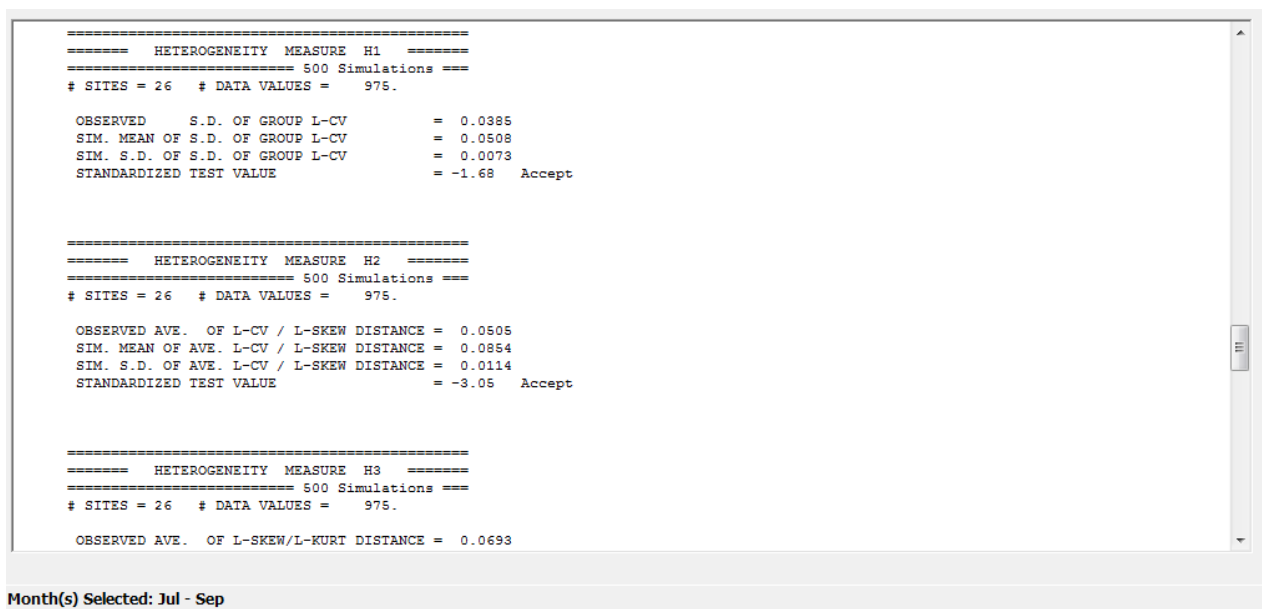 ==============================================
======= HETEROGENEITY MEASURE H1 =======
========================== 500 Simulations ===
# SITES = 26 # DATA VALUES = 975.
OBSERVED S.D. OF GROUP L-CV = 0.0385
SIM. MEAN OF S.D. OF GROUP L-CV = 0.0508
SIM. S.D. OF S.D. OF GROUP L-CV = 0.0073
STANDARDIZED TEST VALUE = -1.68 Accept
==============================================
======= HETEROGENEITY MEASURE H2 =======
========================== 500 Simulations ===
# SITES = 26 # DATA VALUES = 975.
OBSERVED AVE. OF L-CV / L-SKEW DISTANCE = 0.0505
SIM. MEAN OF AVE. L-CV / L-SKEW DISTANCE = 0.0854
SIM. S.D. OF AVE. L-CV / L-SKEW DISTANCE = 0.0114
STANDARDIZED TEST VALUE = -3.05 Accept
==============================================
======= HETEROGENEITY MEASURE H3 =======
========================== 500 Simulations ===
# SITES = 26 # DATA VALUES = 975.
OBSERVED AVE. OF L-SKEW/L-KURT DISTANCE = 0.0693
Month(s) Selected: Jul - Sep